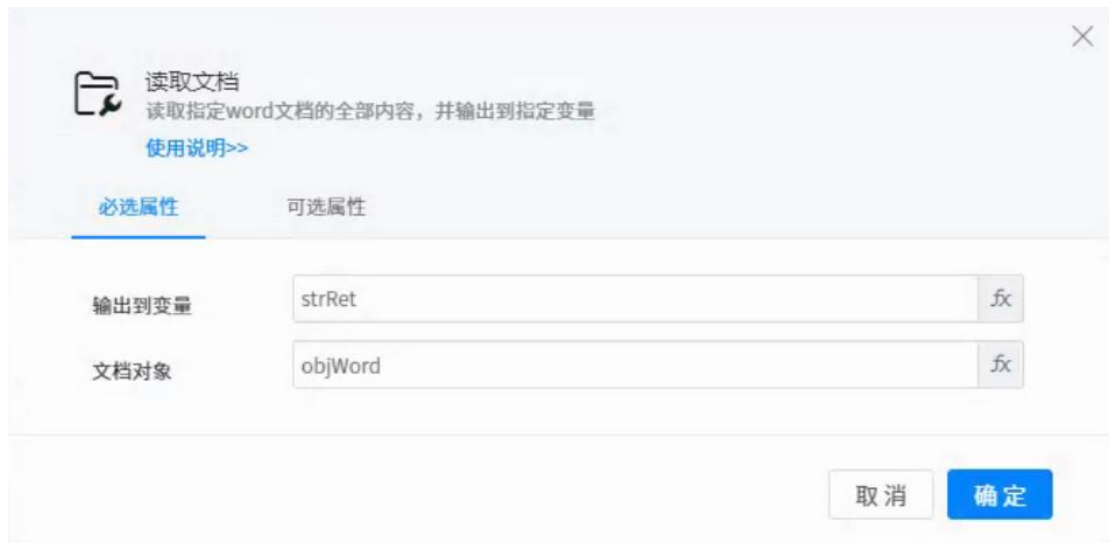 读取文档
读取指定word文档的全部内容，并输出到指定变量
使用说明>>
必选属性 可选属性
输出到变量 strRet fx
文档对象 objWord fx
取消 确定